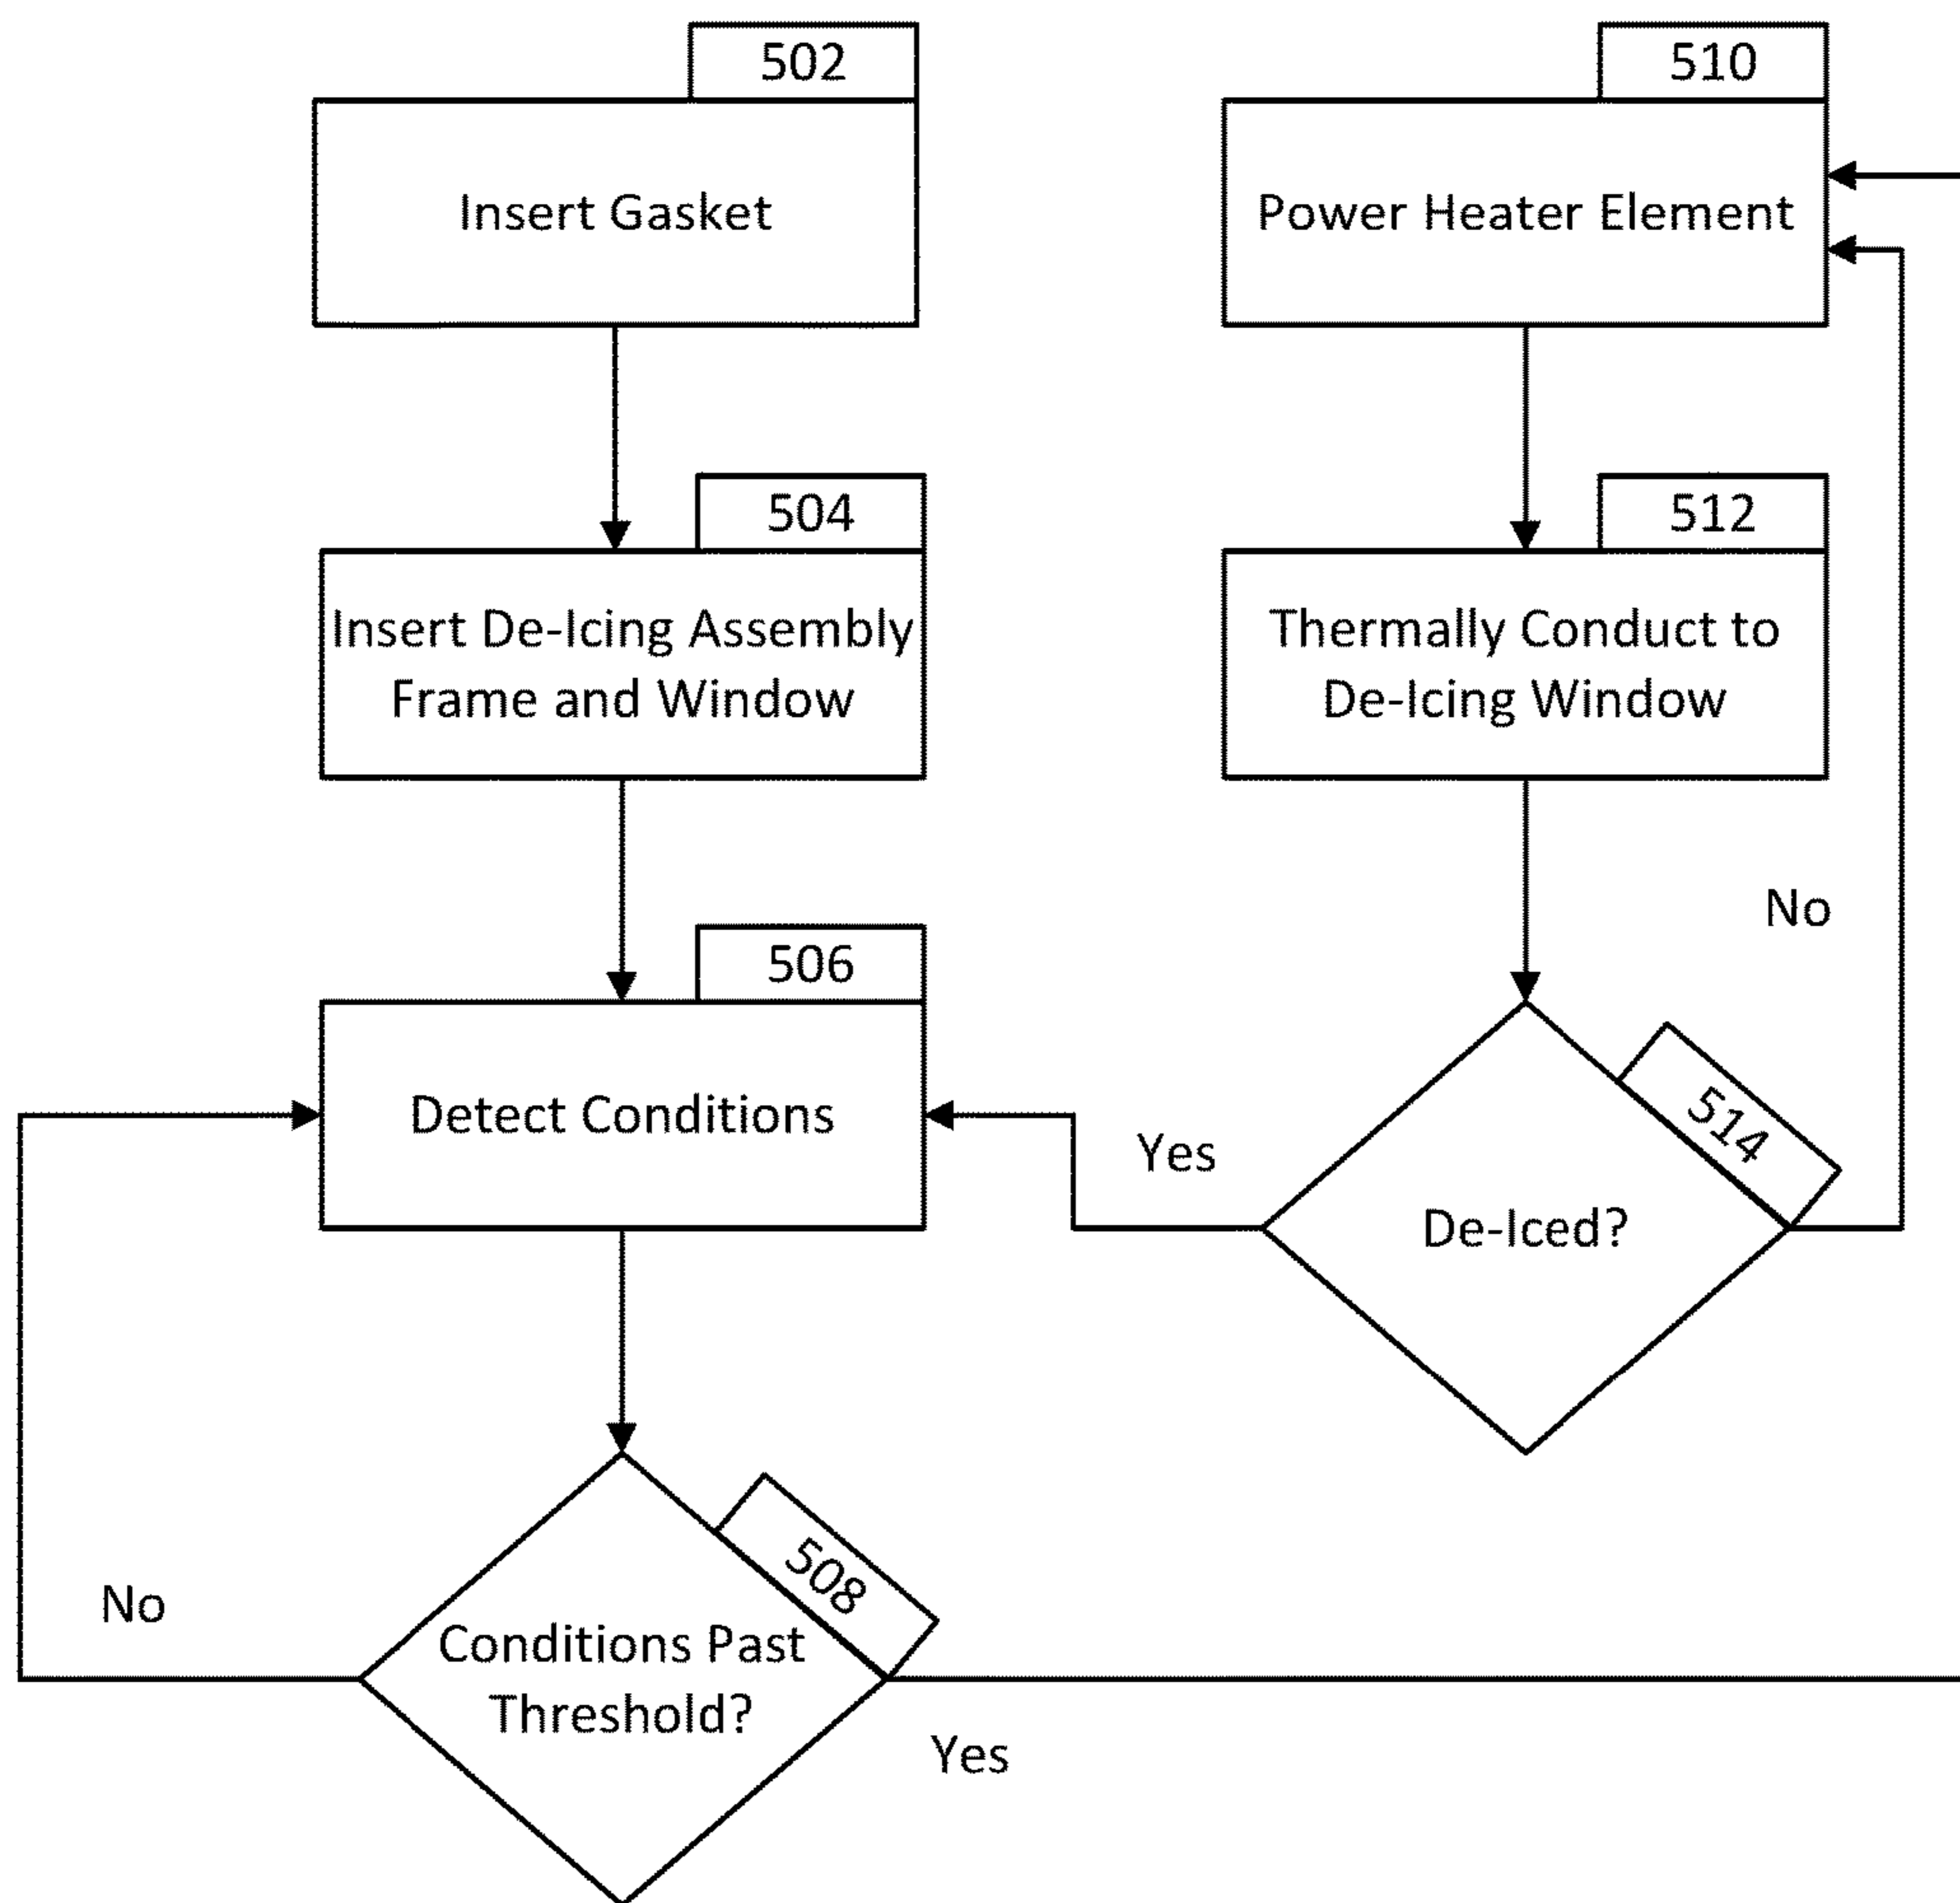 502
Insert Gasket
504
Insert De-Icing Assembly
Frame and Window
506
Detect Conditions
508
Conditions Past
Threshold?
No
Yes
510
Power Heater Element
512
Thermally Conduct to
De-Icing Window
514
De-Iced?
No
Yes